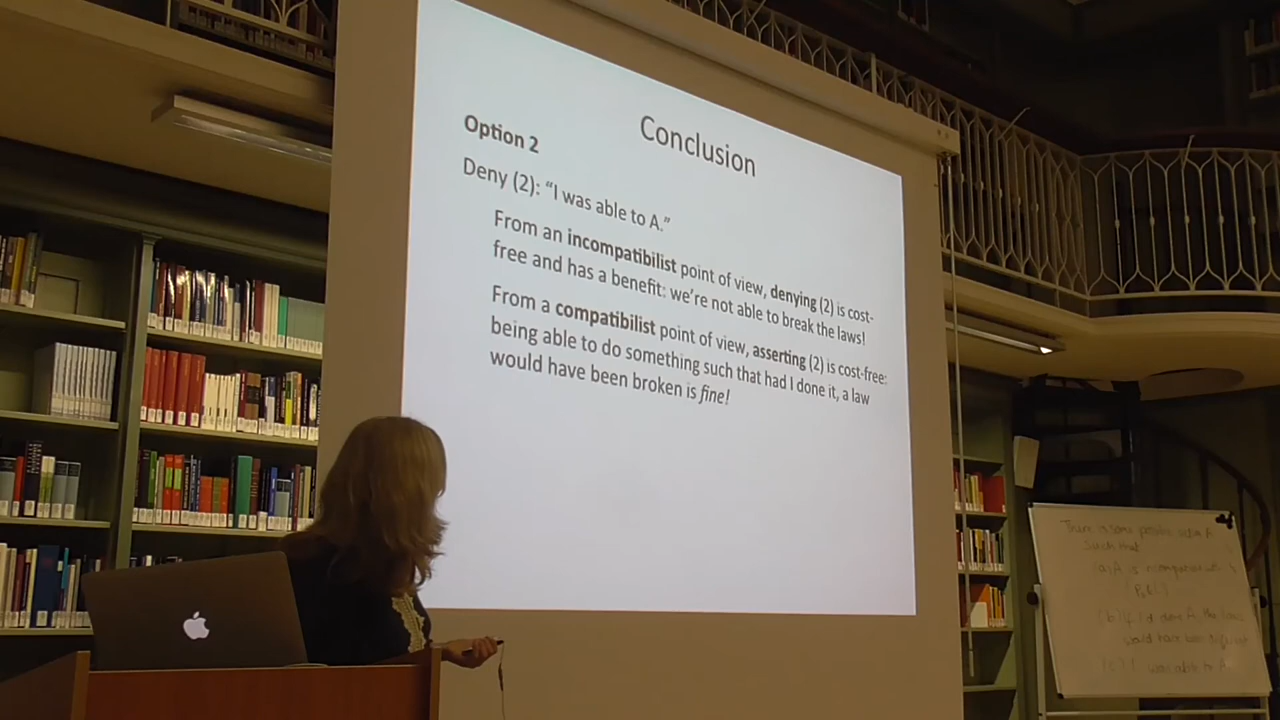 Conclusion
Option 2
Deny (2): “I was able to A.”
From an incompatibilist point of view, denying (2) is cost-
free and has a benefit: we’re not able to break the laws!
From a compatibilist point of view, asserting (2) is cost-free:
being able to do something such that had I done it, a law
would have been broken is fine!
There is some possible action A
such that
(a) A is
(b) If I'd done A, the laws
would have been
(c) I was able to A